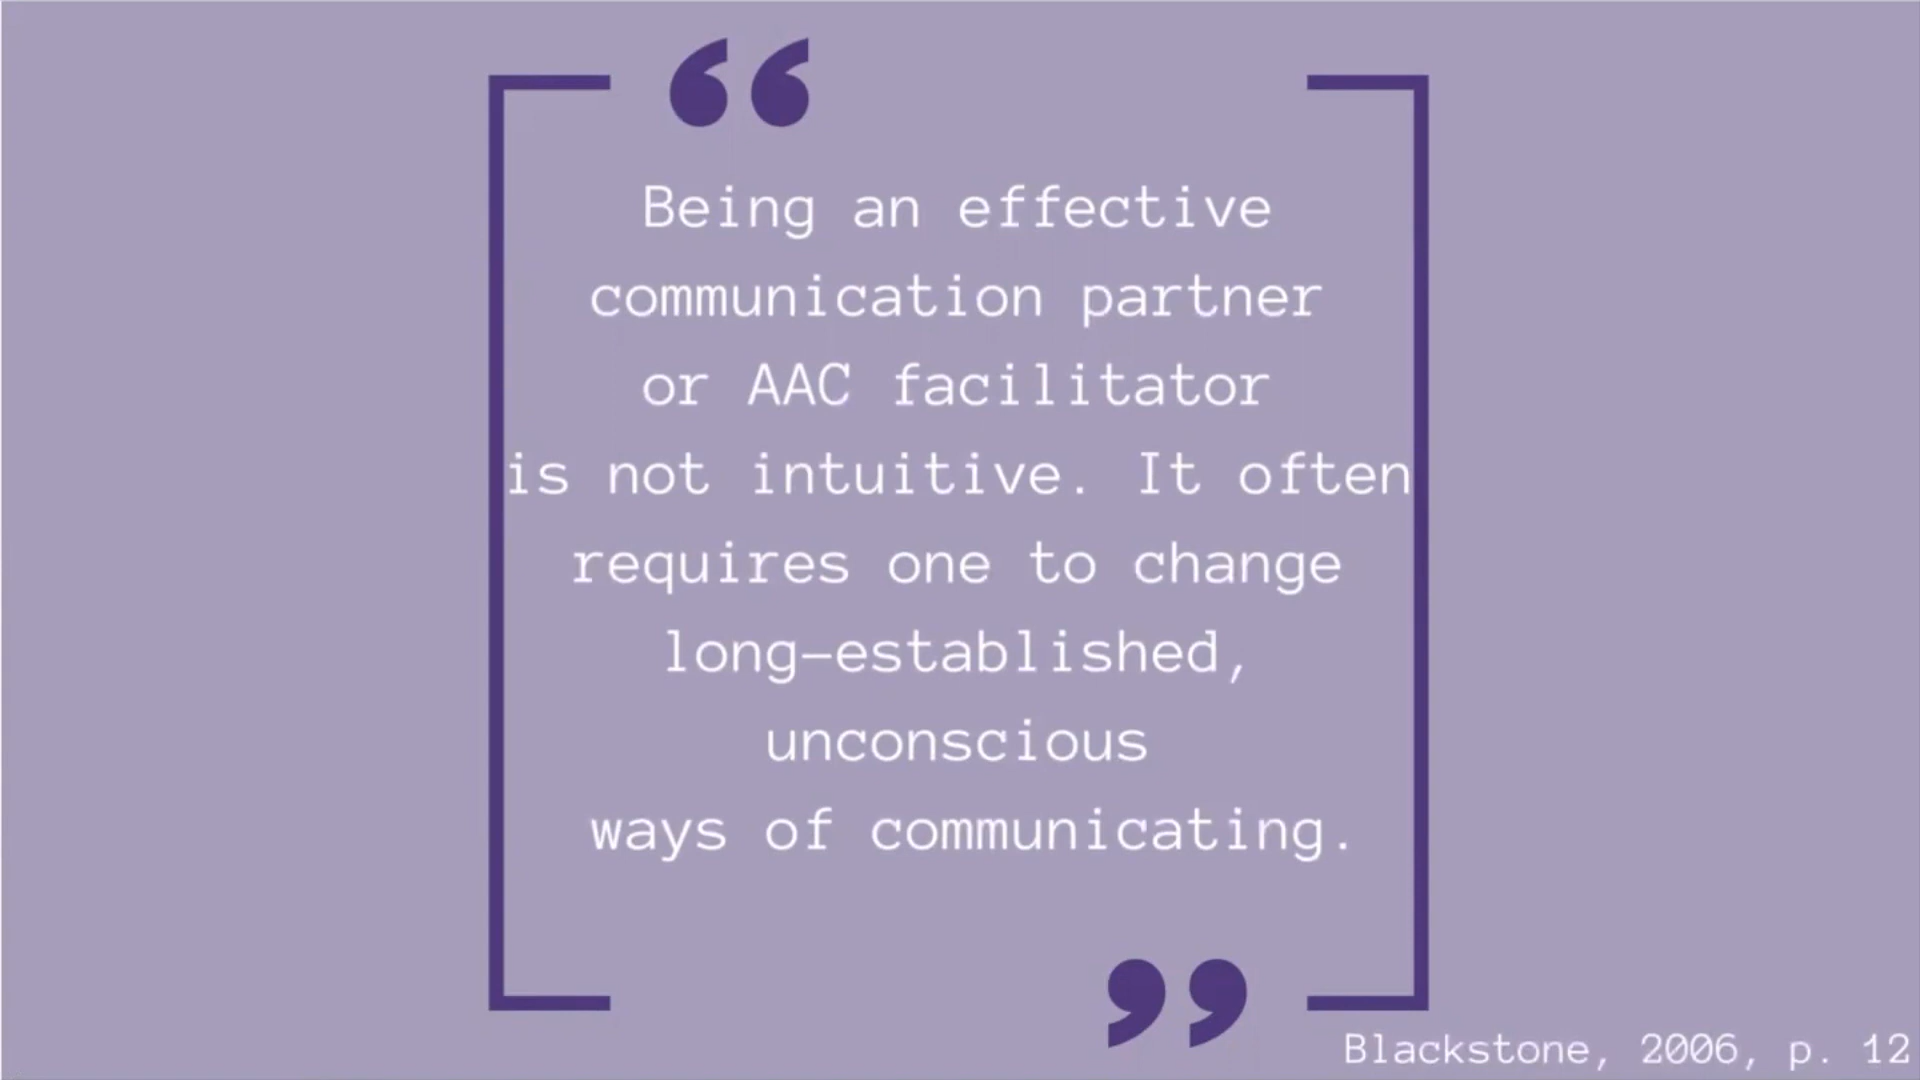 “
Being an effective
communication partner
or AAC facilitator
is not intuitive. It often
requires one to change
long-established,
unconscious
ways of communicating.
”
Blackstone, 2006, p. 12